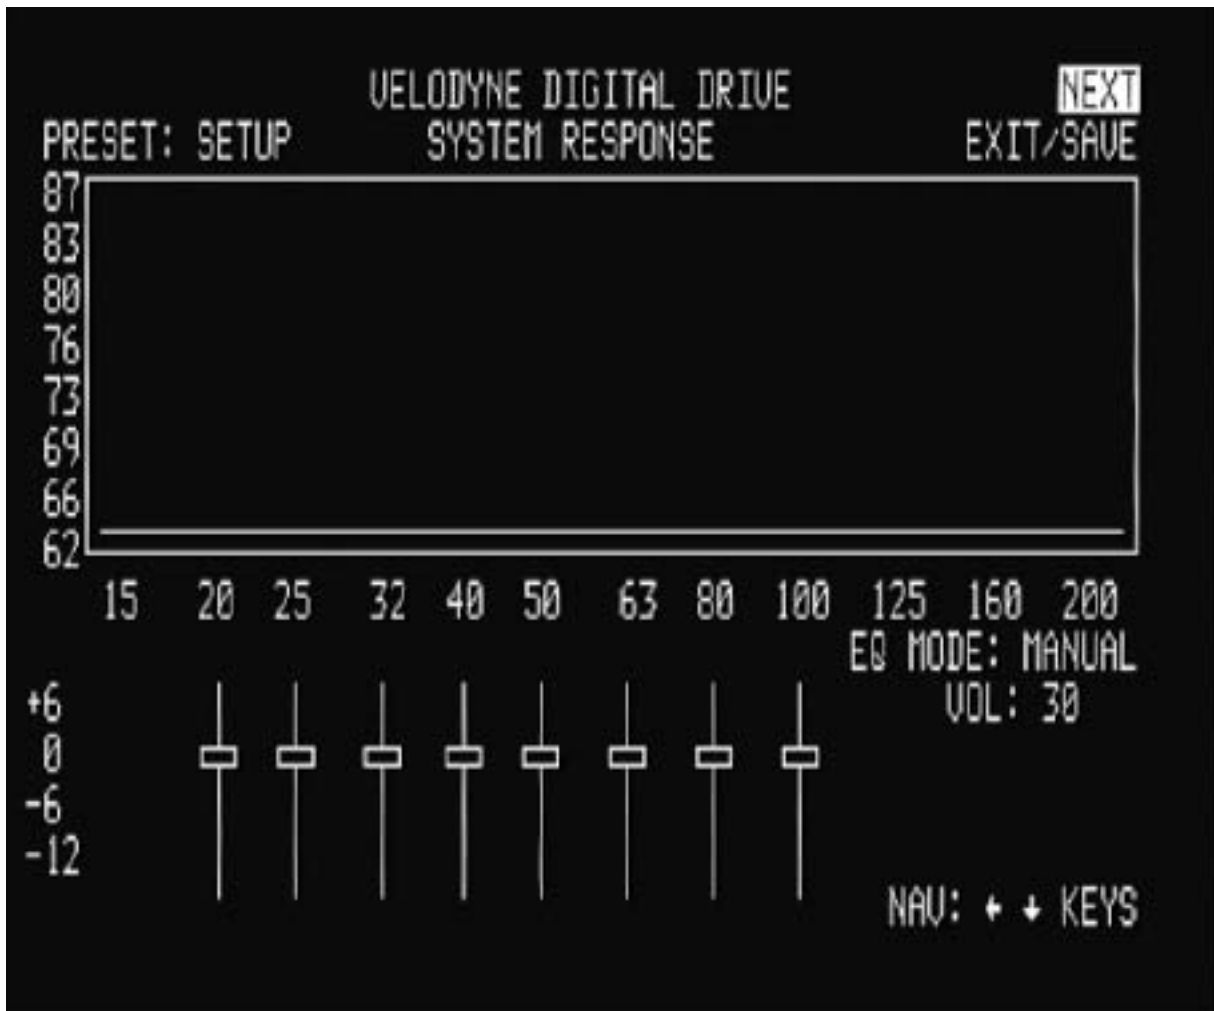 VELODYNE DIGITAL DRIVE
NEXT
PRESET: SETUP SYSTEM RESPONSE EXIT/SAVE
87
83
80
76
73
69
66
62
15 20 25 32 40 50 63 80 100 125 160 200
EQ MODE: MANUAL
VOL: 30
+6
0
-6
-12
NAV: ← ↓ KEYS